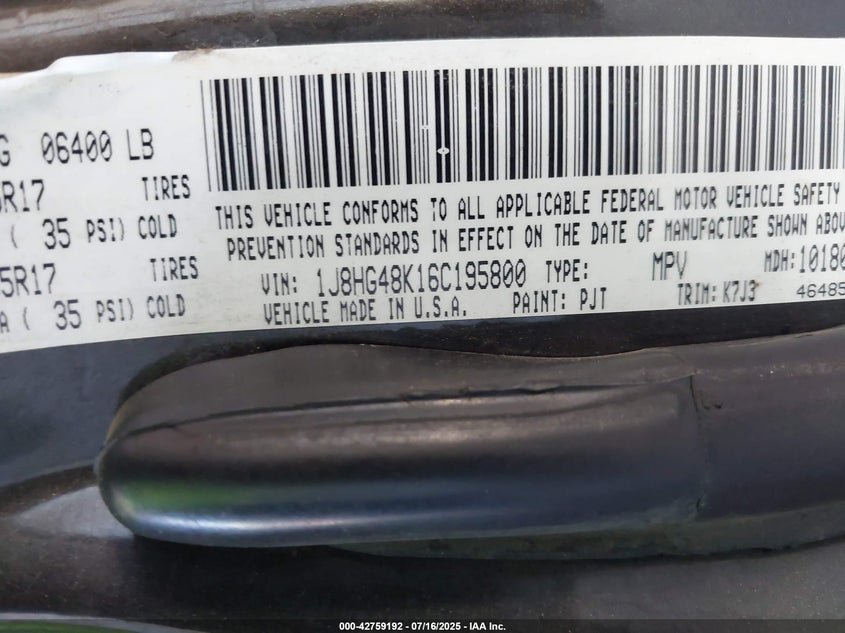 G 06400 LB
R17 TIRES
( 35 PSI) COLD
5R17 TIRES
A ( 35 PSI) COLD
THIS VEHICLE CONFORMS TO ALL APPLICABLE FEDERAL MOTOR VEHICLE SAFETY
PREVENTION STANDARDS IN EFFECT ON THE DATE OF MANUFACTURE SHOWN ABOV
VIN: 1J8HG48K16C195800 TYPE: MPV MDH: 10180
VEHICLE MADE IN U.S.A. PAINT: PJT TRIM: K7J3 46485
000-42759192 - 07/16/2025 - IAA Inc.